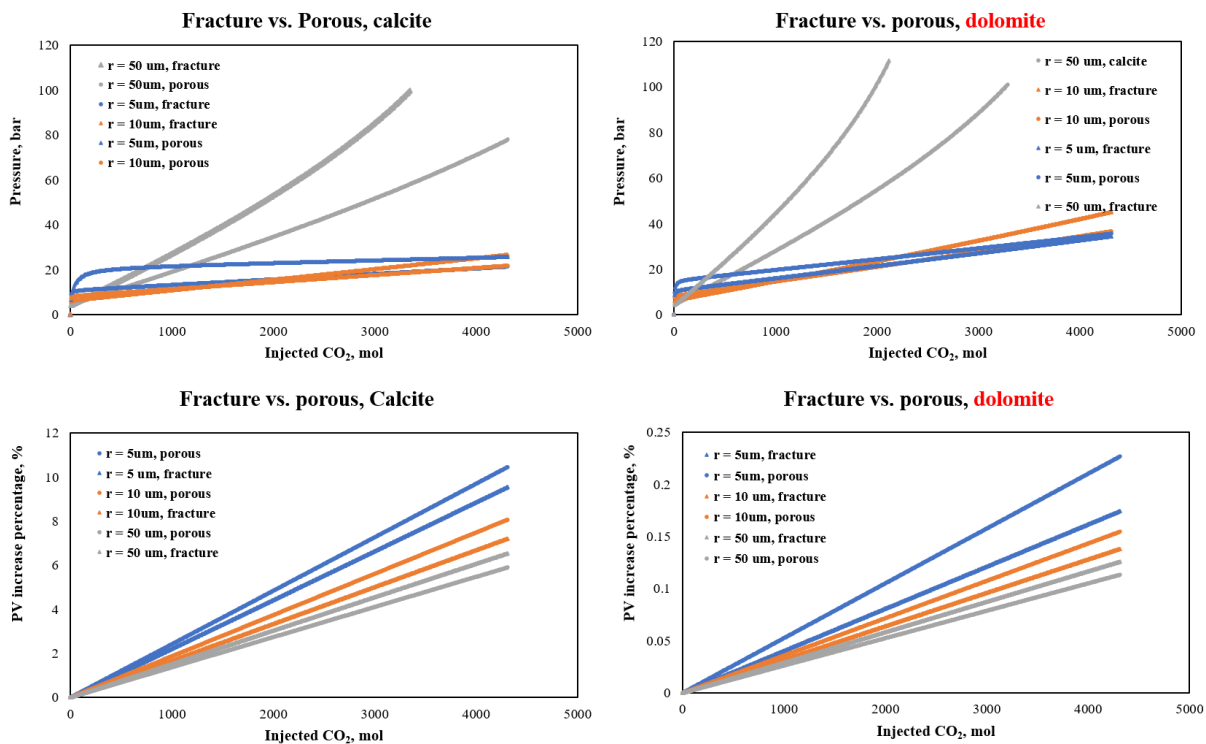 Fracture vs. Porous, calcite
120
100
80
60
40
20
0
Pressure, bar
r = 50 um, fracture
r = 50um, porous
r = 5um, fracture
r = 10um, fracture
r = 5um, porous
r = 10um, porous
0 1000 2000 3000 4000 5000
Injected CO2, mol
Fracture vs. porous, dolomite
120
100
80
60
40
20
0
Pressure, bar
r = 50 um, calcite
r = 10 um, fracture
r = 10 um, porous
r = 5 um, fracture
r = 5um, porous
r = 50 um, fracture
0 1000 2000 3000 4000 5000
Injected CO2, mol
Fracture vs. porous, Calcite
12
10
8
6
4
2
0
PV increase percentage, %
r = 5um, porous
r = 5 um, fracture
r = 10 um, porous
r = 10um, fracture
r = 50 um, porous
r = 50 um, fracture
0 1000 2000 3000 4000 5000
Injected CO2, mol
Fracture vs. porous, dolomite
0.25
0.2
0.15
0.1
0.05
0
PV increase percentage, %
r = 5um, fracture
r = 5um, porous
r = 10 um, fracture
r = 10um, porous
r = 50 um, fracture
r = 50 um, porous
0 1000 2000 3000 4000 5000
Injected CO2, mol